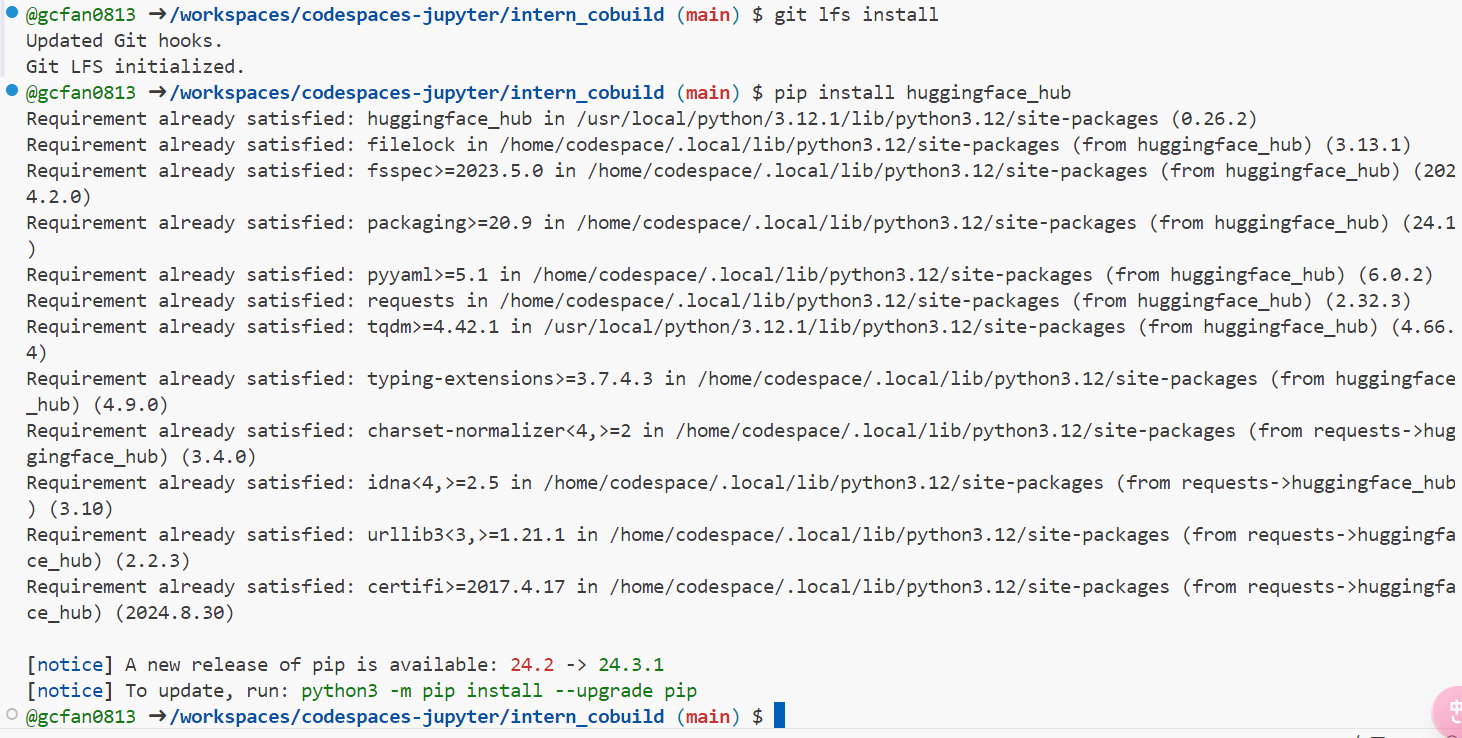 @gcfan0813 ➜/workspaces/codespaces-jupyter/intern_cobuild (main) $ git lfs install
Updated Git hooks.
Git LFS initialized.
@gcfan0813 ➜/workspaces/codespaces-jupyter/intern_cobuild (main) $ pip install huggingface_hub
Requirement already satisfied: huggingface_hub in /usr/local/python/3.12.1/lib/python3.12/site-packages (0.26.2)
Requirement already satisfied: filelock in /home/codespace/.local/lib/python3.12/site-packages (from huggingface_hub) (3.13.1)
Requirement already satisfied: fsspec>=2023.5.0 in /home/codespace/.local/lib/python3.12/site-packages (from huggingface_hub) (202
4.2.0)
Requirement already satisfied: packaging>=20.9 in /home/codespace/.local/lib/python3.12/site-packages (from huggingface_hub) (24.1
)
Requirement already satisfied: pyyaml>=5.1 in /home/codespace/.local/lib/python3.12/site-packages (from huggingface_hub) (6.0.2)
Requirement already satisfied: requests in /home/codespace/.local/lib/python3.12/site-packages (from huggingface_hub) (2.32.3)
Requirement already satisfied: tqdm>=4.42.1 in /usr/local/python/3.12.1/lib/python3.12/site-packages (from huggingface_hub) (4.66.
4)
Requirement already satisfied: typing-extensions>=3.7.4.3 in /home/codespace/.local/lib/python3.12/site-packages (from huggingface
_hub) (4.9.0)
Requirement already satisfied: charset-normalizer<4,>=2 in /home/codespace/.local/lib/python3.12/site-packages (from requests->hug
gingface_hub) (3.4.0)
Requirement already satisfied: idna<4,>=2.5 in /home/codespace/.local/lib/python3.12/site-packages (from requests->huggingface_hub
) (3.10)
Requirement already satisfied: urllib3<3,>=1.21.1 in /home/codespace/.local/lib/python3.12/site-packages (from requests->huggingfa
ce_hub) (2.2.3)
Requirement already satisfied: certifi>=2017.4.17 in /home/codespace/.local/lib/python3.12/site-packages (from requests->huggingfa
ce_hub) (2024.8.30)
[notice] A new release of pip is available: 24.2 -> 24.3.1
[notice] To update, run: python3 -m pip install --upgrade pip
@gcfan0813 ➜/workspaces/codespaces-jupyter/intern_cobuild (main) $